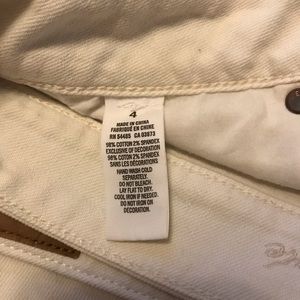 4
MADE IN CHINA
FABRIQUÉ EN CHINE
RN 54485 CA 03873
98% COTTON 2% SPANDEX
EXCLUSIVE OF DECORATION
98% COTON 2% SPANDEX
SANS LES DÉCORATIONS
HAND WASH COLD
SEPARATELY.
DO NOT BLEACH.
LAY FLAT TO DRY.
COOL IRON IF NEEDED.
DO NOT IRON ON
DECORATION.